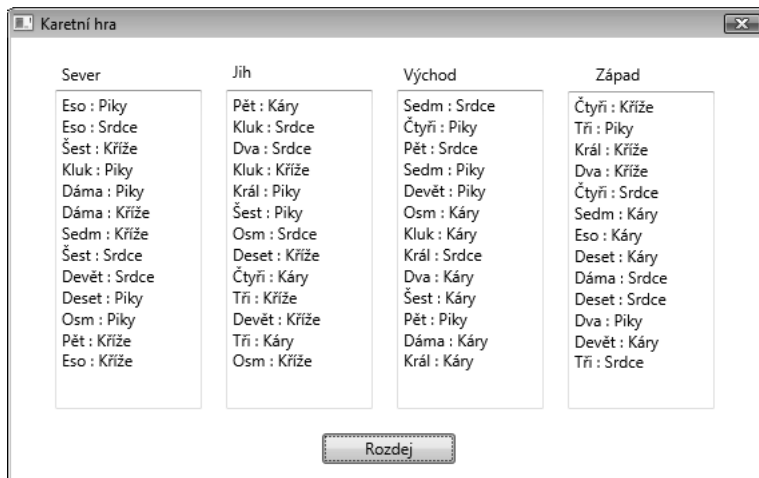 Karetní hra
Sever
Eso : Piky
Eso : Srdce
Šest : Kříže
Kluk : Piky
Dáma : Piky
Dáma : Kříže
Sedm : Kříže
Šest : Srdce
Devět : Srdce
Deset : Piky
Osm : Piky
Pět : Kříže
Eso : Kříže
Jih
Pět : Káry
Kluk : Srdce
Dva : Srdce
Kluk : Kříže
Král : Piky
Šest : Piky
Osm : Srdce
Deset : Kříže
Čtyři : Káry
Tři : Kříže
Devět : Kříže
Tři : Káry
Osm : Kříže
Východ
Sedm : Srdce
Čtyři : Piky
Pět : Srdce
Sedm : Piky
Devět : Piky
Osm : Káry
Kluk : Káry
Král : Srdce
Dva : Káry
Šest : Káry
Pět : Piky
Dáma : Káry
Král : Káry
Západ
Čtyři : Kříže
Tři : Piky
Král : Kříže
Dva : Kříže
Čtyři : Srdce
Sedm : Káry
Eso : Káry
Deset : Káry
Dáma : Srdce
Deset : Srdce
Dva : Piky
Devět : Káry
Tři : Srdce
Rozdej